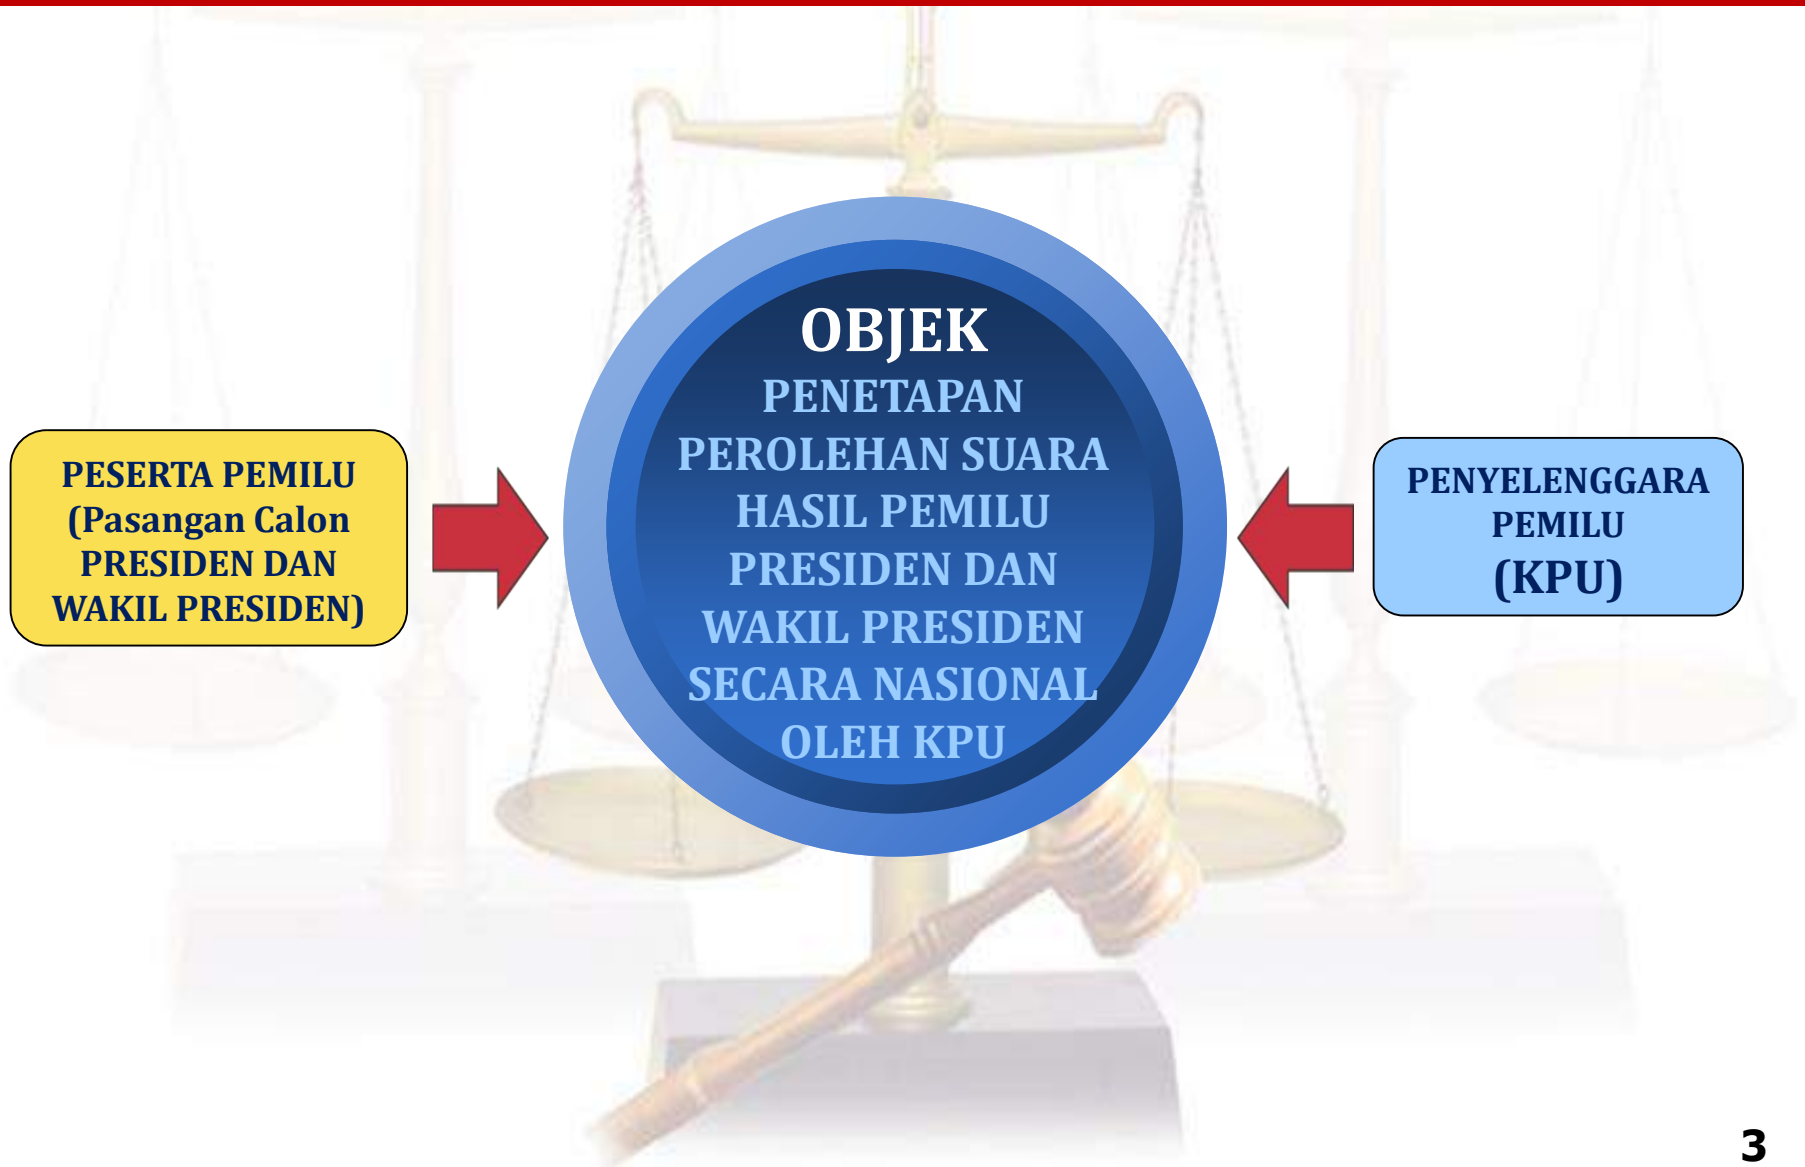 OBJEK
PENETAPAN
PEROLEHAN SUARA
HASIL PEMILU
PRESIDEN DAN
WAKIL PRESIDEN
SECARA NASIONAL
OLEH KPU
PESERTA PEMILU
(Pasangan Calon
PRESIDEN DAN
WAKIL PRESIDEN)
PENYELENGGARA
PEMILU
(KPU)
3